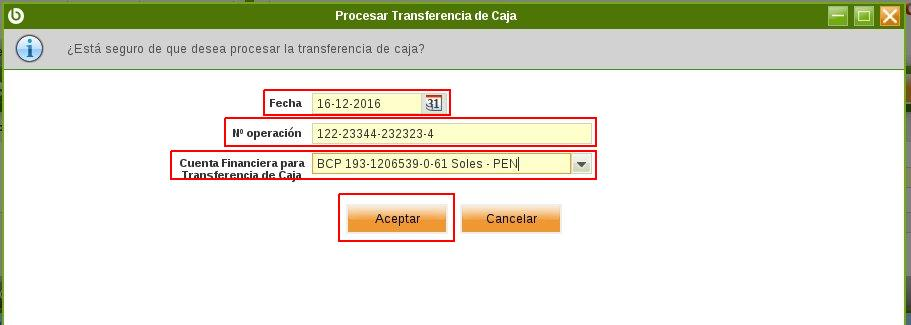 Procesar Transferencia de Caja
¿Está seguro de que desea procesar la transferencia de caja?
Fecha 16-12-2016 31
Nº operación 122-23344-232323-4
Cuenta Financiera para
Transferencia de Caja BCP 193-1206539-0-61 Soles - PEN
Aceptar Cancelar